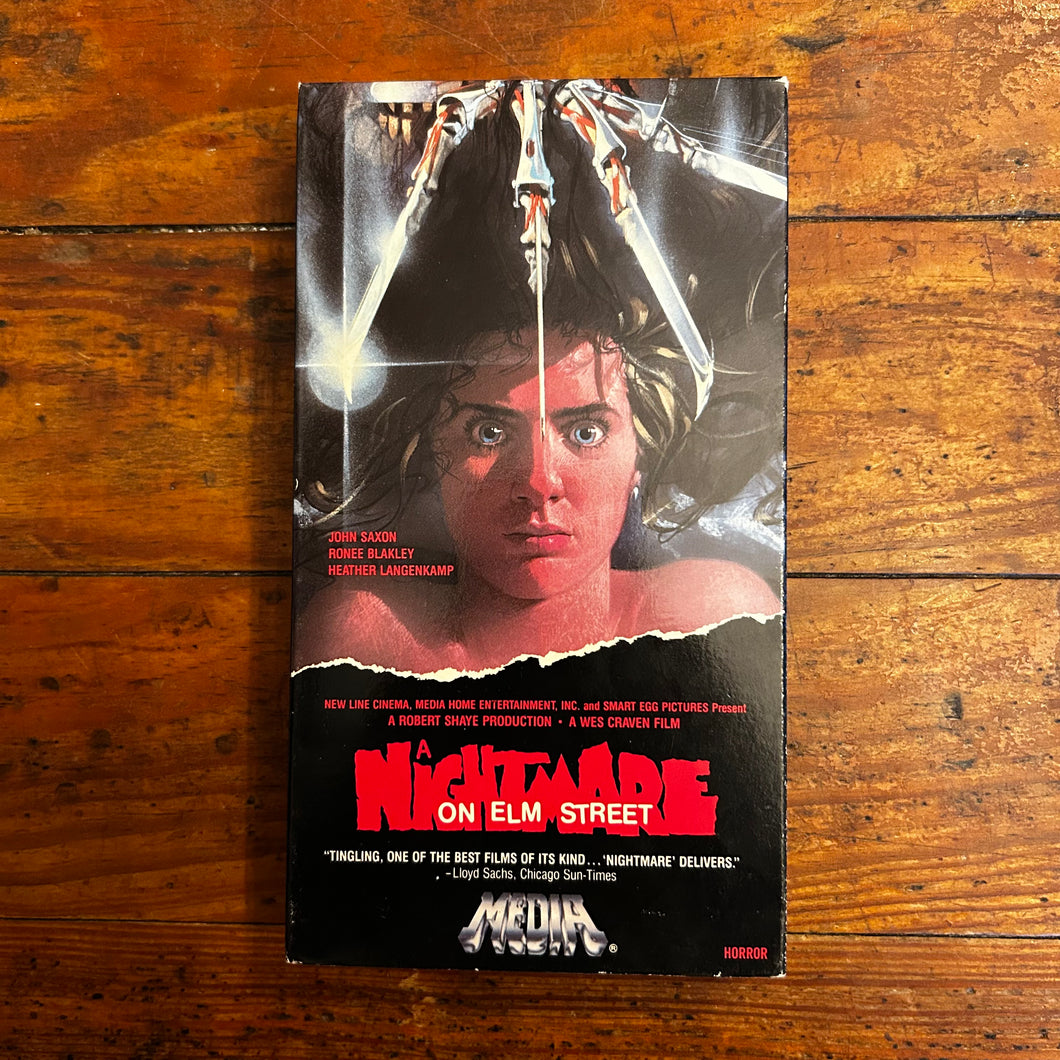 JOHN SAXON
RONEE BLAKLEY
HEATHER LANGENKAMP
NEW LINE CINEMA, MEDIA HOME ENTERTAINMENT, INC. and SMART EGG PICTURES Present
A ROBERT SHAYE PRODUCTION • A WES CRAVEN FILM
A
NIGHTMARE
ON ELM STREET
“TINGLING, ONE OF THE BEST FILMS OF ITS KIND...‘NIGHTMARE’ DELIVERS.”
–Lloyd Sachs, Chicago Sun-Times
MEDIA®
HORROR